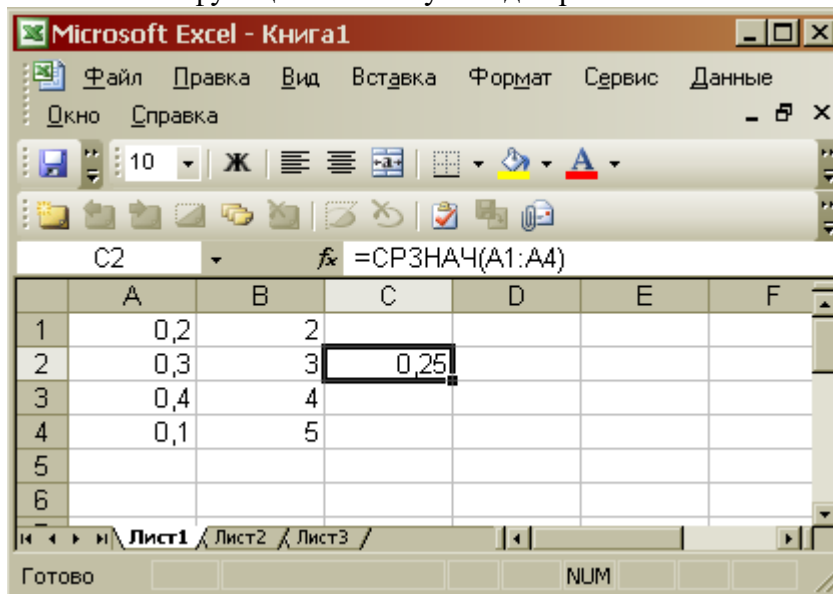 Microsoft Excel - Книга1
Файл Правка Вид Вставка Формат Сервис Данные
Окно Справка
10 Ж a A
C2 fx =СРЗНАЧ(A1:A4)
A B C D E F
1 0,2 2
2 0,3 3 0,25
3 0,4 4
4 0,1 5
5
6
Лист1 Лист2 Лист3
Готово NUM